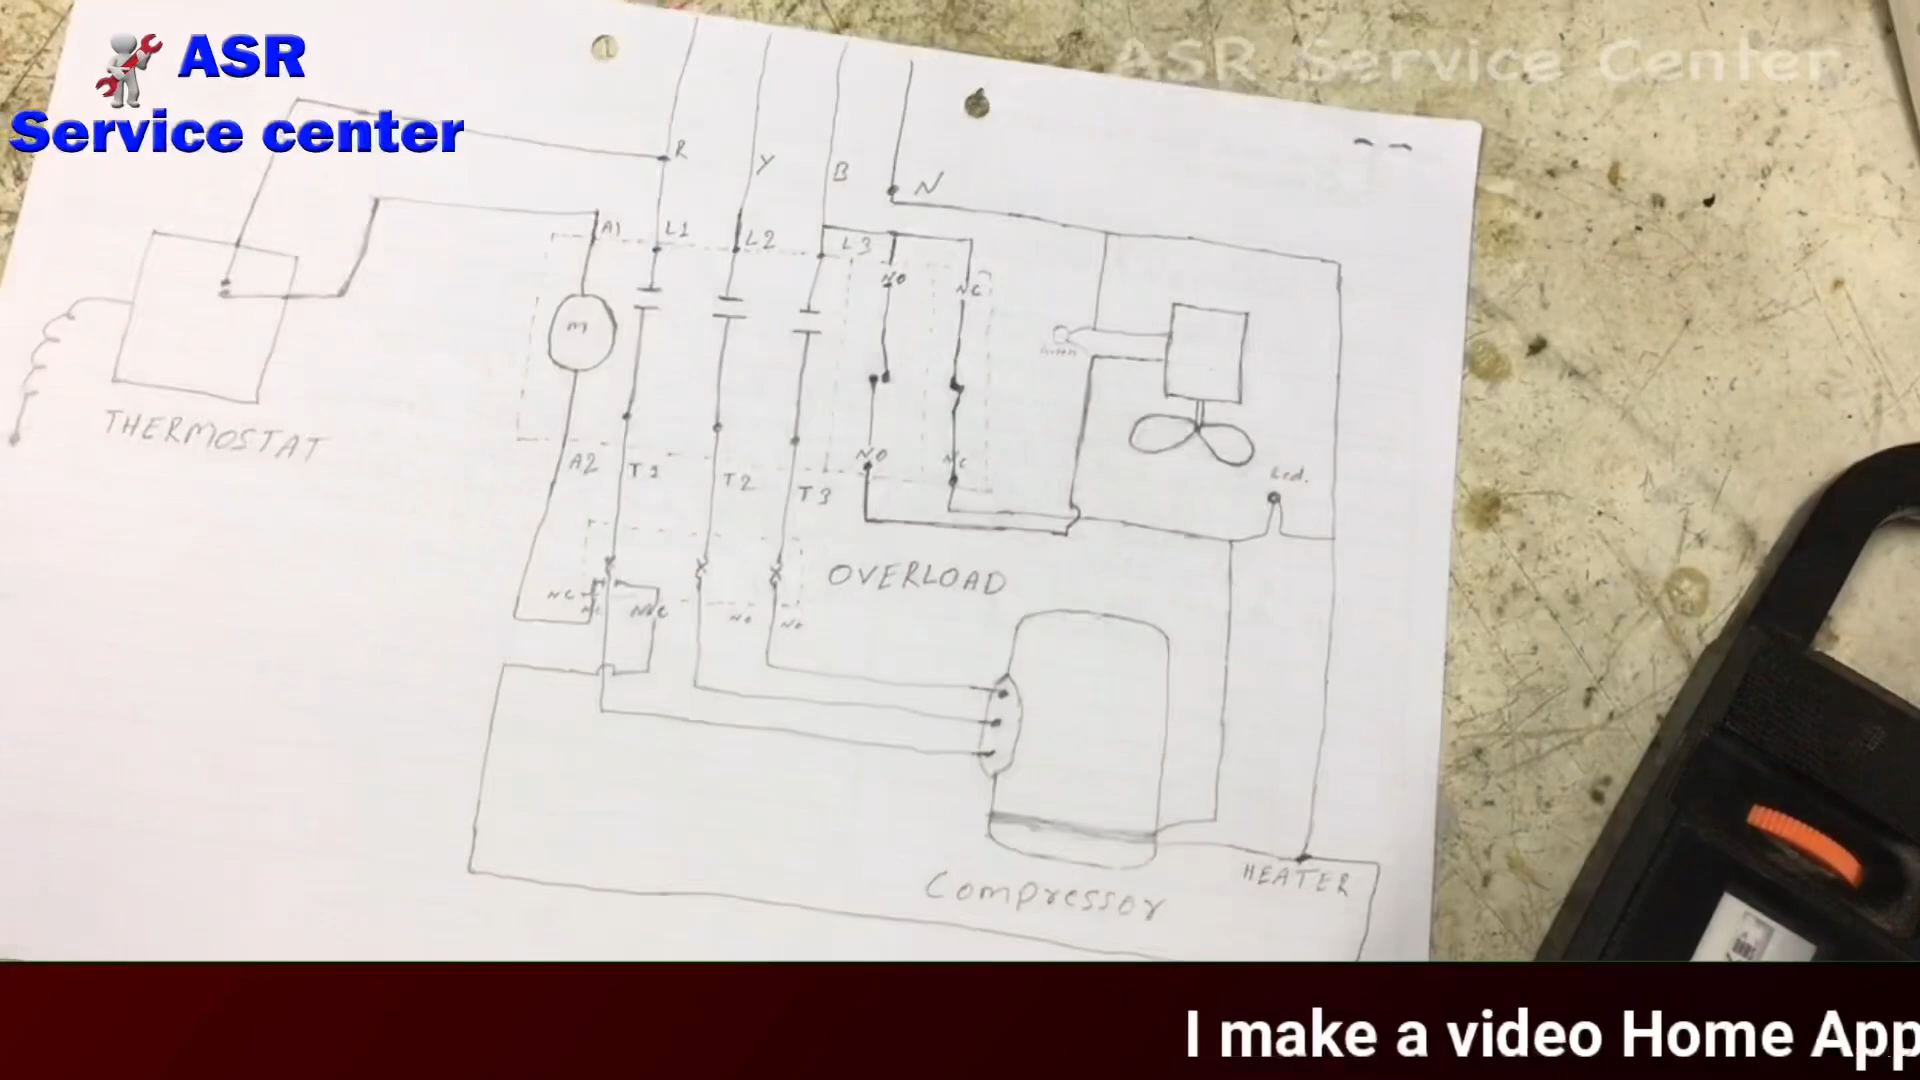 ASR
Service center
ASR Service Center
R
Y
B
N
A1
L1
L2
L3
NO
NC
M
THERMOSTAT
A2
T1
T2
T3
NO
NC
Led.
OVERLOAD
NC
NC
NO
NO
Compressor
HEATER
I make a video Home App